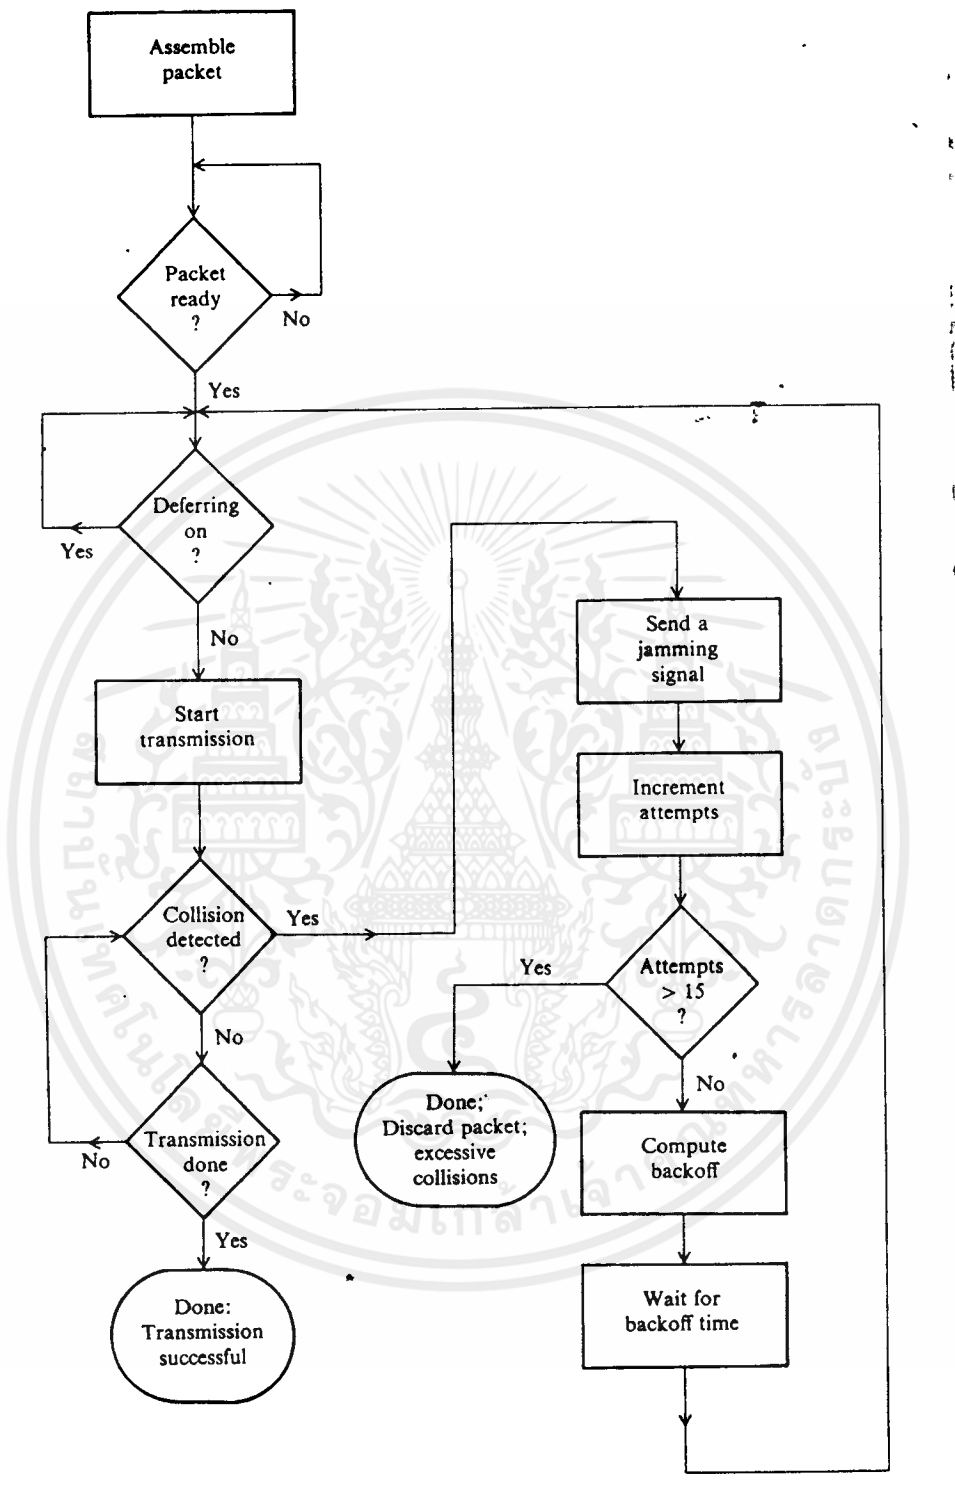 Assemble
packet
Packet
ready
?
No
Yes
Deferring
on
?
Yes
No
Start
transmission
Collision
detected
?
Yes
No
Transmission
done
?
No
Yes
Done:
Transmission
successful
Send a
jamming
signal
Increment
attempts
Attempts
> 15
?
Yes
No
Done;
Discard packet;
excessive
collisions
Compute
backoff
Wait for
backoff time